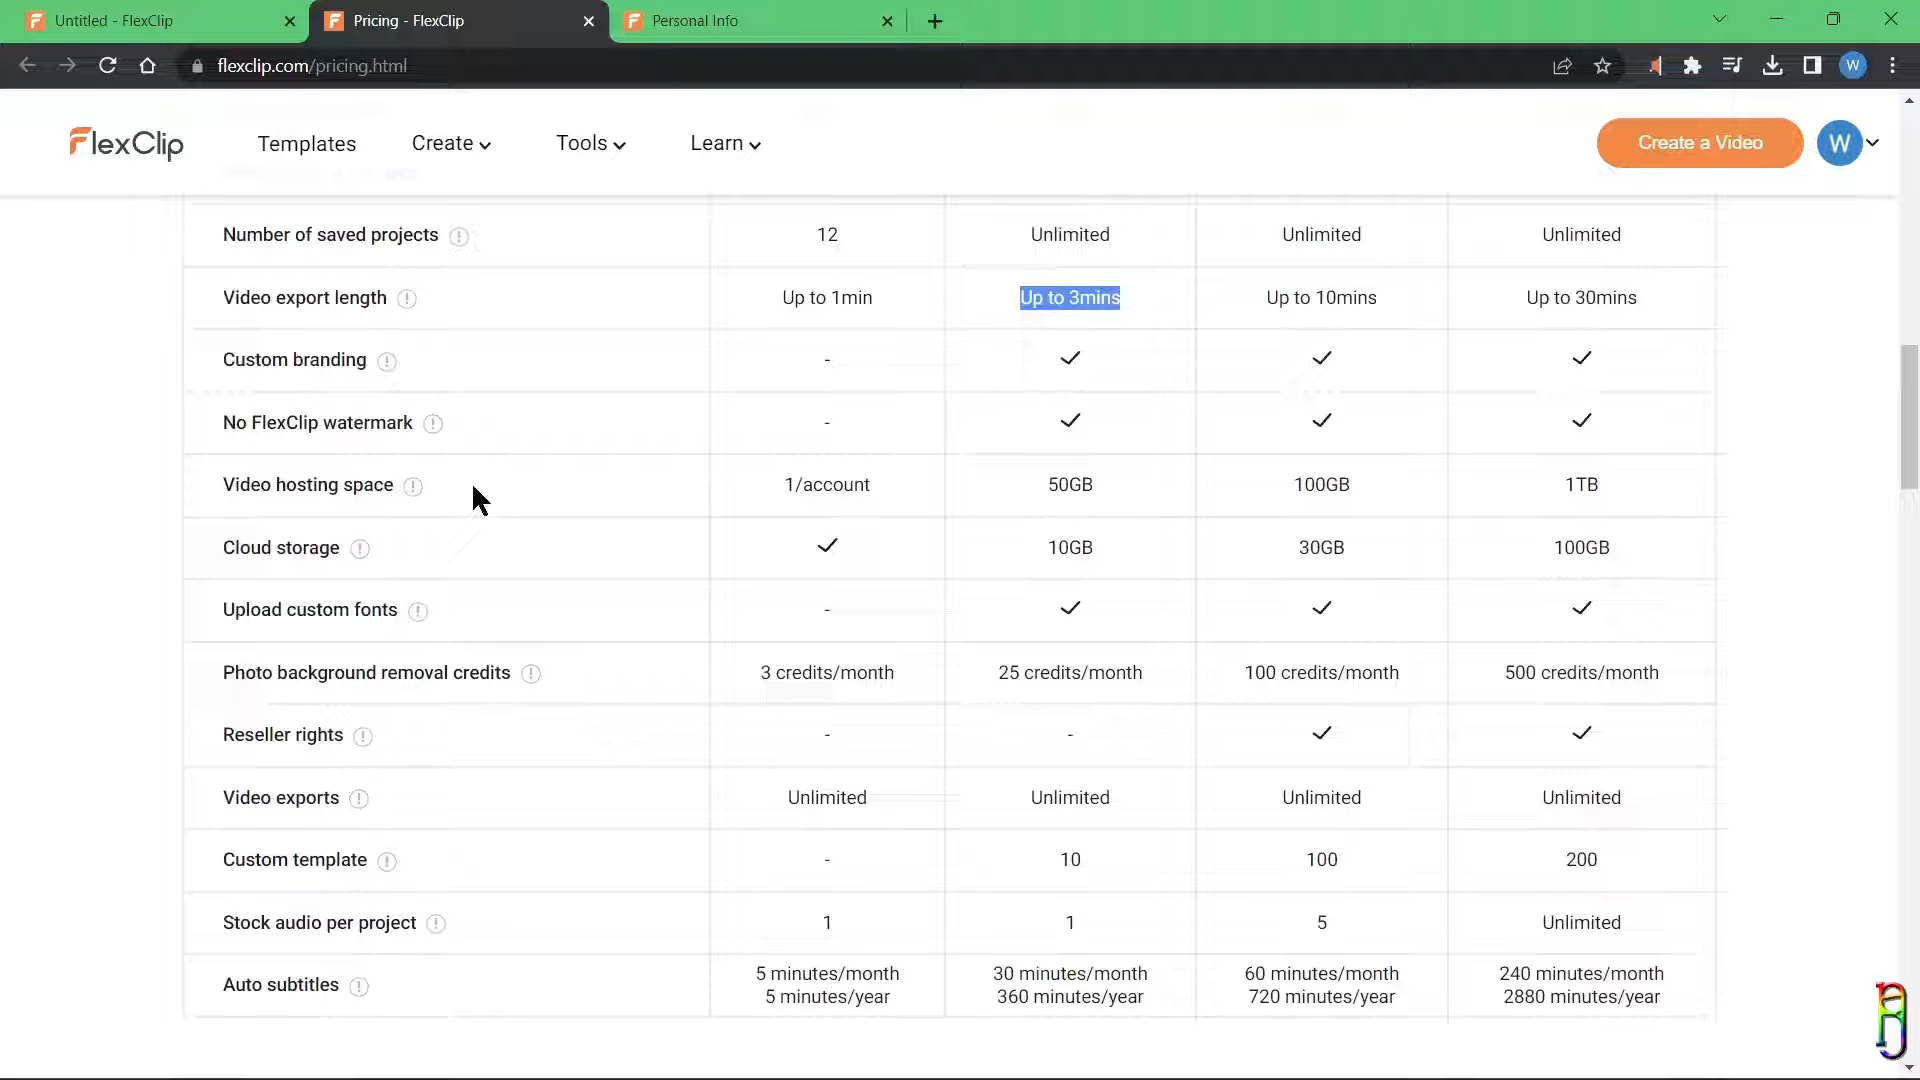 Untitled - FlexClip
Pricing - FlexClip
Personal Info
flexclip.com/pricing.html
W
FlexClip
Templates
Create
Tools
Learn
Create a Video
W
Number of saved projects 12 Unlimited Unlimited Unlimited
Video export length Up to 1min Up to 3mins Up to 10mins Up to 30mins
Custom branding -
No FlexClip watermark -
Video hosting space 1/account 50GB 100GB 1TB
Cloud storage 10GB 30GB 100GB
Upload custom fonts -
Photo background removal credits 3 credits/month 25 credits/month 100 credits/month 500 credits/month
Reseller rights - -
Video exports Unlimited Unlimited Unlimited Unlimited
Custom template - 10 100 200
Stock audio per project 1 1 5 Unlimited
Auto subtitles 5 minutes/month 30 minutes/month 60 minutes/month 240 minutes/month
5 minutes/year 360 minutes/year 720 minutes/year 2880 minutes/year